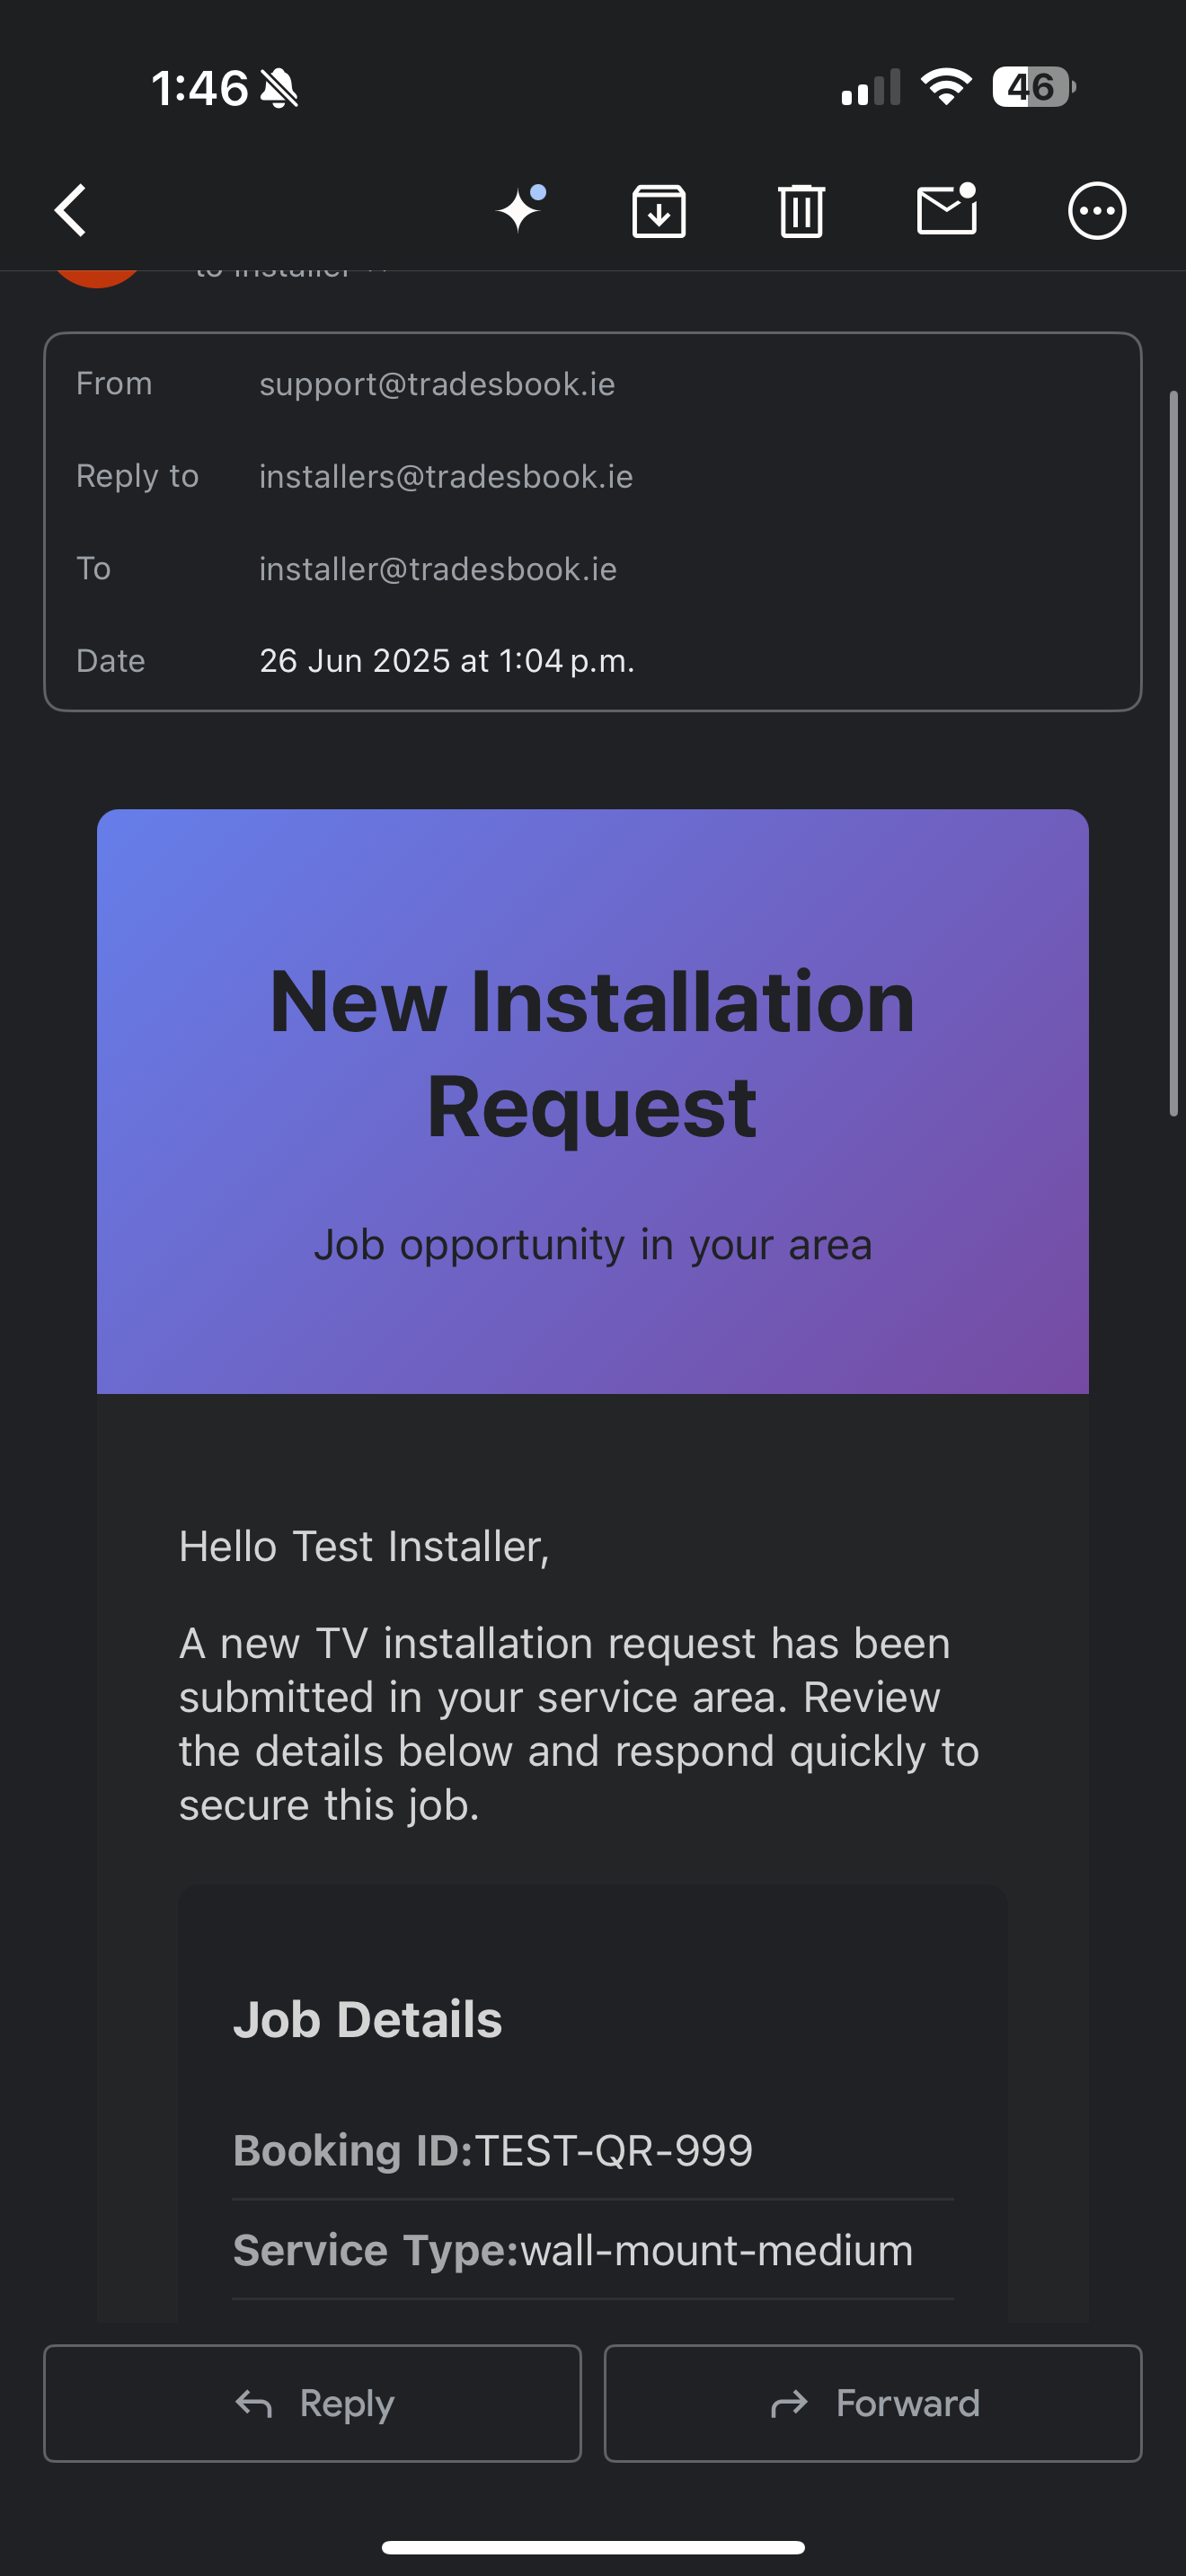 1:46
46
to installer
From support@tradesbook.ie
Reply to installers@tradesbook.ie
To installer@tradesbook.ie
Date 26 Jun 2025 at 1:04 p.m.
New Installation
Request
Job opportunity in your area
Hello Test Installer,
A new TV installation request has been
submitted in your service area. Review
the details below and respond quickly to
secure this job.
Job Details
Booking ID:TEST-QR-999
Service Type:wall-mount-medium
Reply
Forward